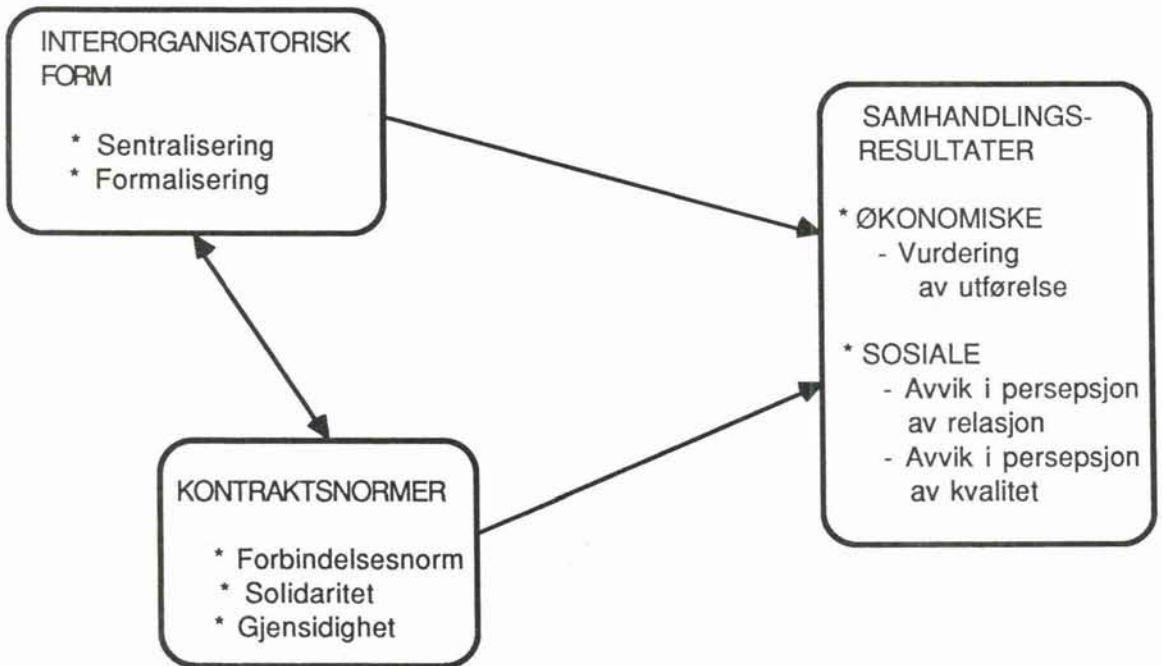 INTERORGANISATORISK
FORM
* Sentralisering
* Formalisering
SAMHANDLINGS-
RESULTATER
* ØKONOMISKE
- Vurdering
av utførelse
* SOSIALE
- Avvik i persepsjon
av relasjon
- Avvik i persepsjon
av kvalitet
KONTRAKTSNORMER
* Forbindelsesnorm
* Solidaritet
* Gjensidighet